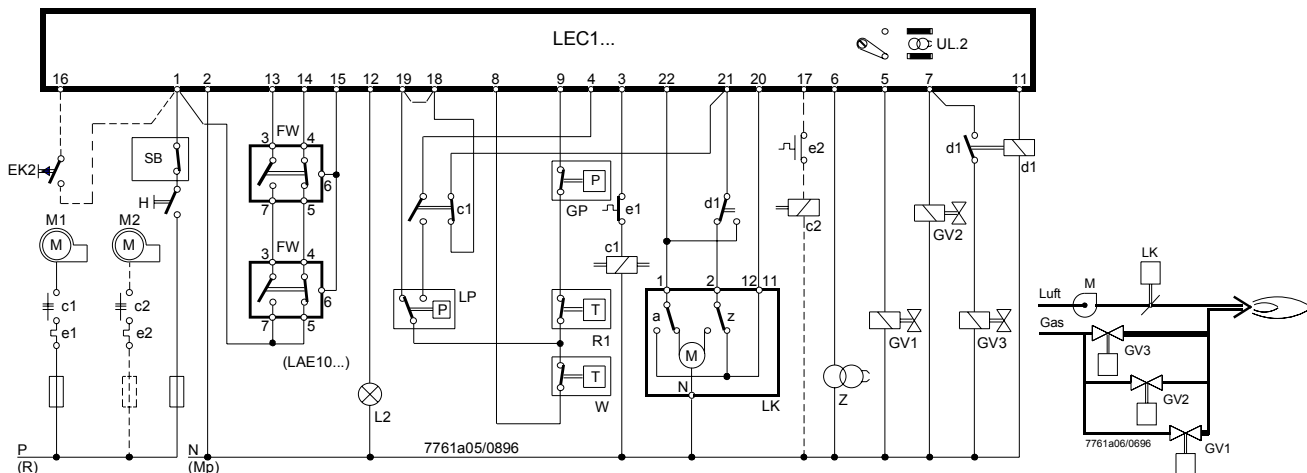 LEC1...
UL.2
16 1 2 13 14 15 12 19 18 8 9 4 3 22 21 20 17 6 5 7 11
3 FW 4
SB
e2
d1
d1
EK2
6
P
GP
e1
d1
LK
H
7 5
c1
c2
GV2
M1 M2
M M
3 FW 4
c1
Luft
M
6
LP
P
T
R1
1 2 12 11
Gas
c1 c2
a z
GV3
e1 e2
7 5
M
GV1
GV3
(LAE10...)
T
W
N
LK
Z
GV2
L2
7761a06/0696
GV1
P
(R)
N
(Mp)
7761a05/0896